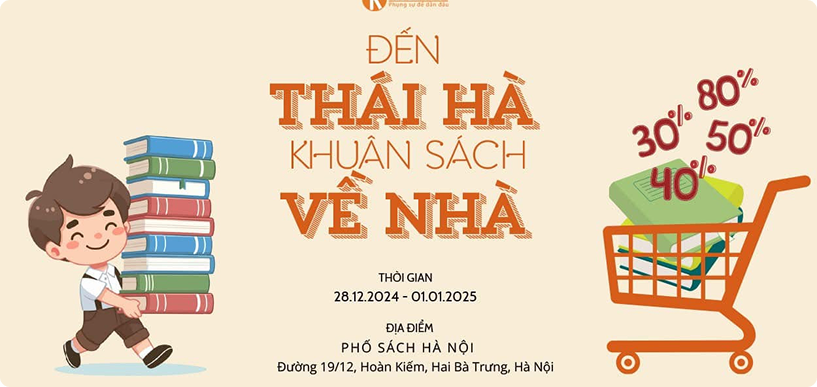 Phụng sự để dẫn đầu
ĐẾN
THÁI HÀ
KHUÂN SÁCH
VỀ NHÀ
30%
80%
50%
40%
THỜI GIAN
28.12.2024 - 01.01.2025
ĐỊA ĐIỂM
PHỐ SÁCH HÀ NỘI
Đường 19/12, Hoàn Kiếm, Hai Bà Trưng, Hà Nội